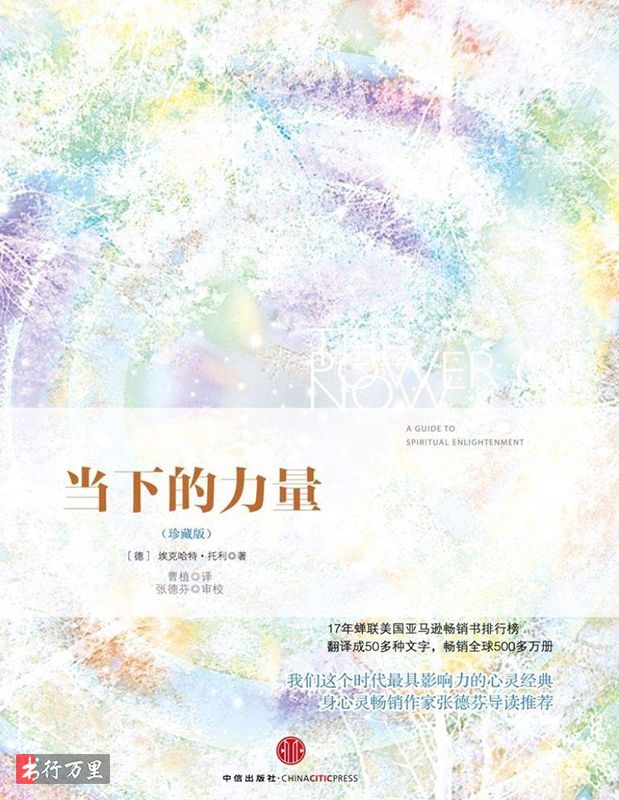 THE
POWER OF
NOW
A GUIDE TO
SPIRITUAL ENLIGHTENMENT
当下的力量
(珍藏版)
[德] 埃克哈特·托利◎著
曹植◎译
张德芬◎审校
17年蝉联美国亚马逊畅销书排行榜
翻译成50多种文字，畅销全球500多万册
我们这个时代最具影响力的心灵经典
身心灵畅销作家张德芬导读推荐
书行万里
中信出版社·CHINACITICPRESS